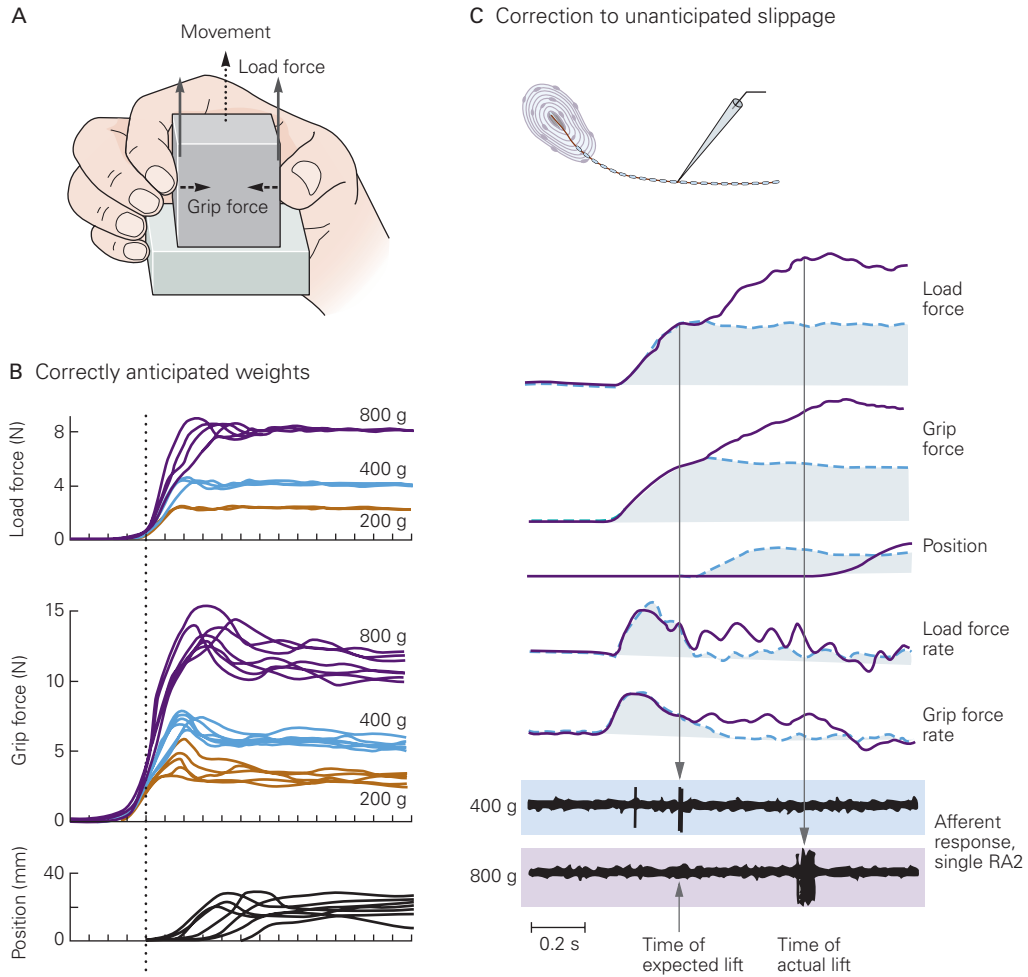 A
Movement
Load force
Grip force
B Correctly anticipated weights
Load force (N)
8
4
0
800 g
400 g
200 g
Grip force (N)
15
10
5
0
800 g
400 g
200 g
Position (mm)
40
0
C Correction to unanticipated slippage
Load
force
Grip
force
Position
Load force
rate
Grip force
rate
400 g
800 g
Afferent
response,
single RA2
0.2 s
Time of
expected lift
Time of
actual lift